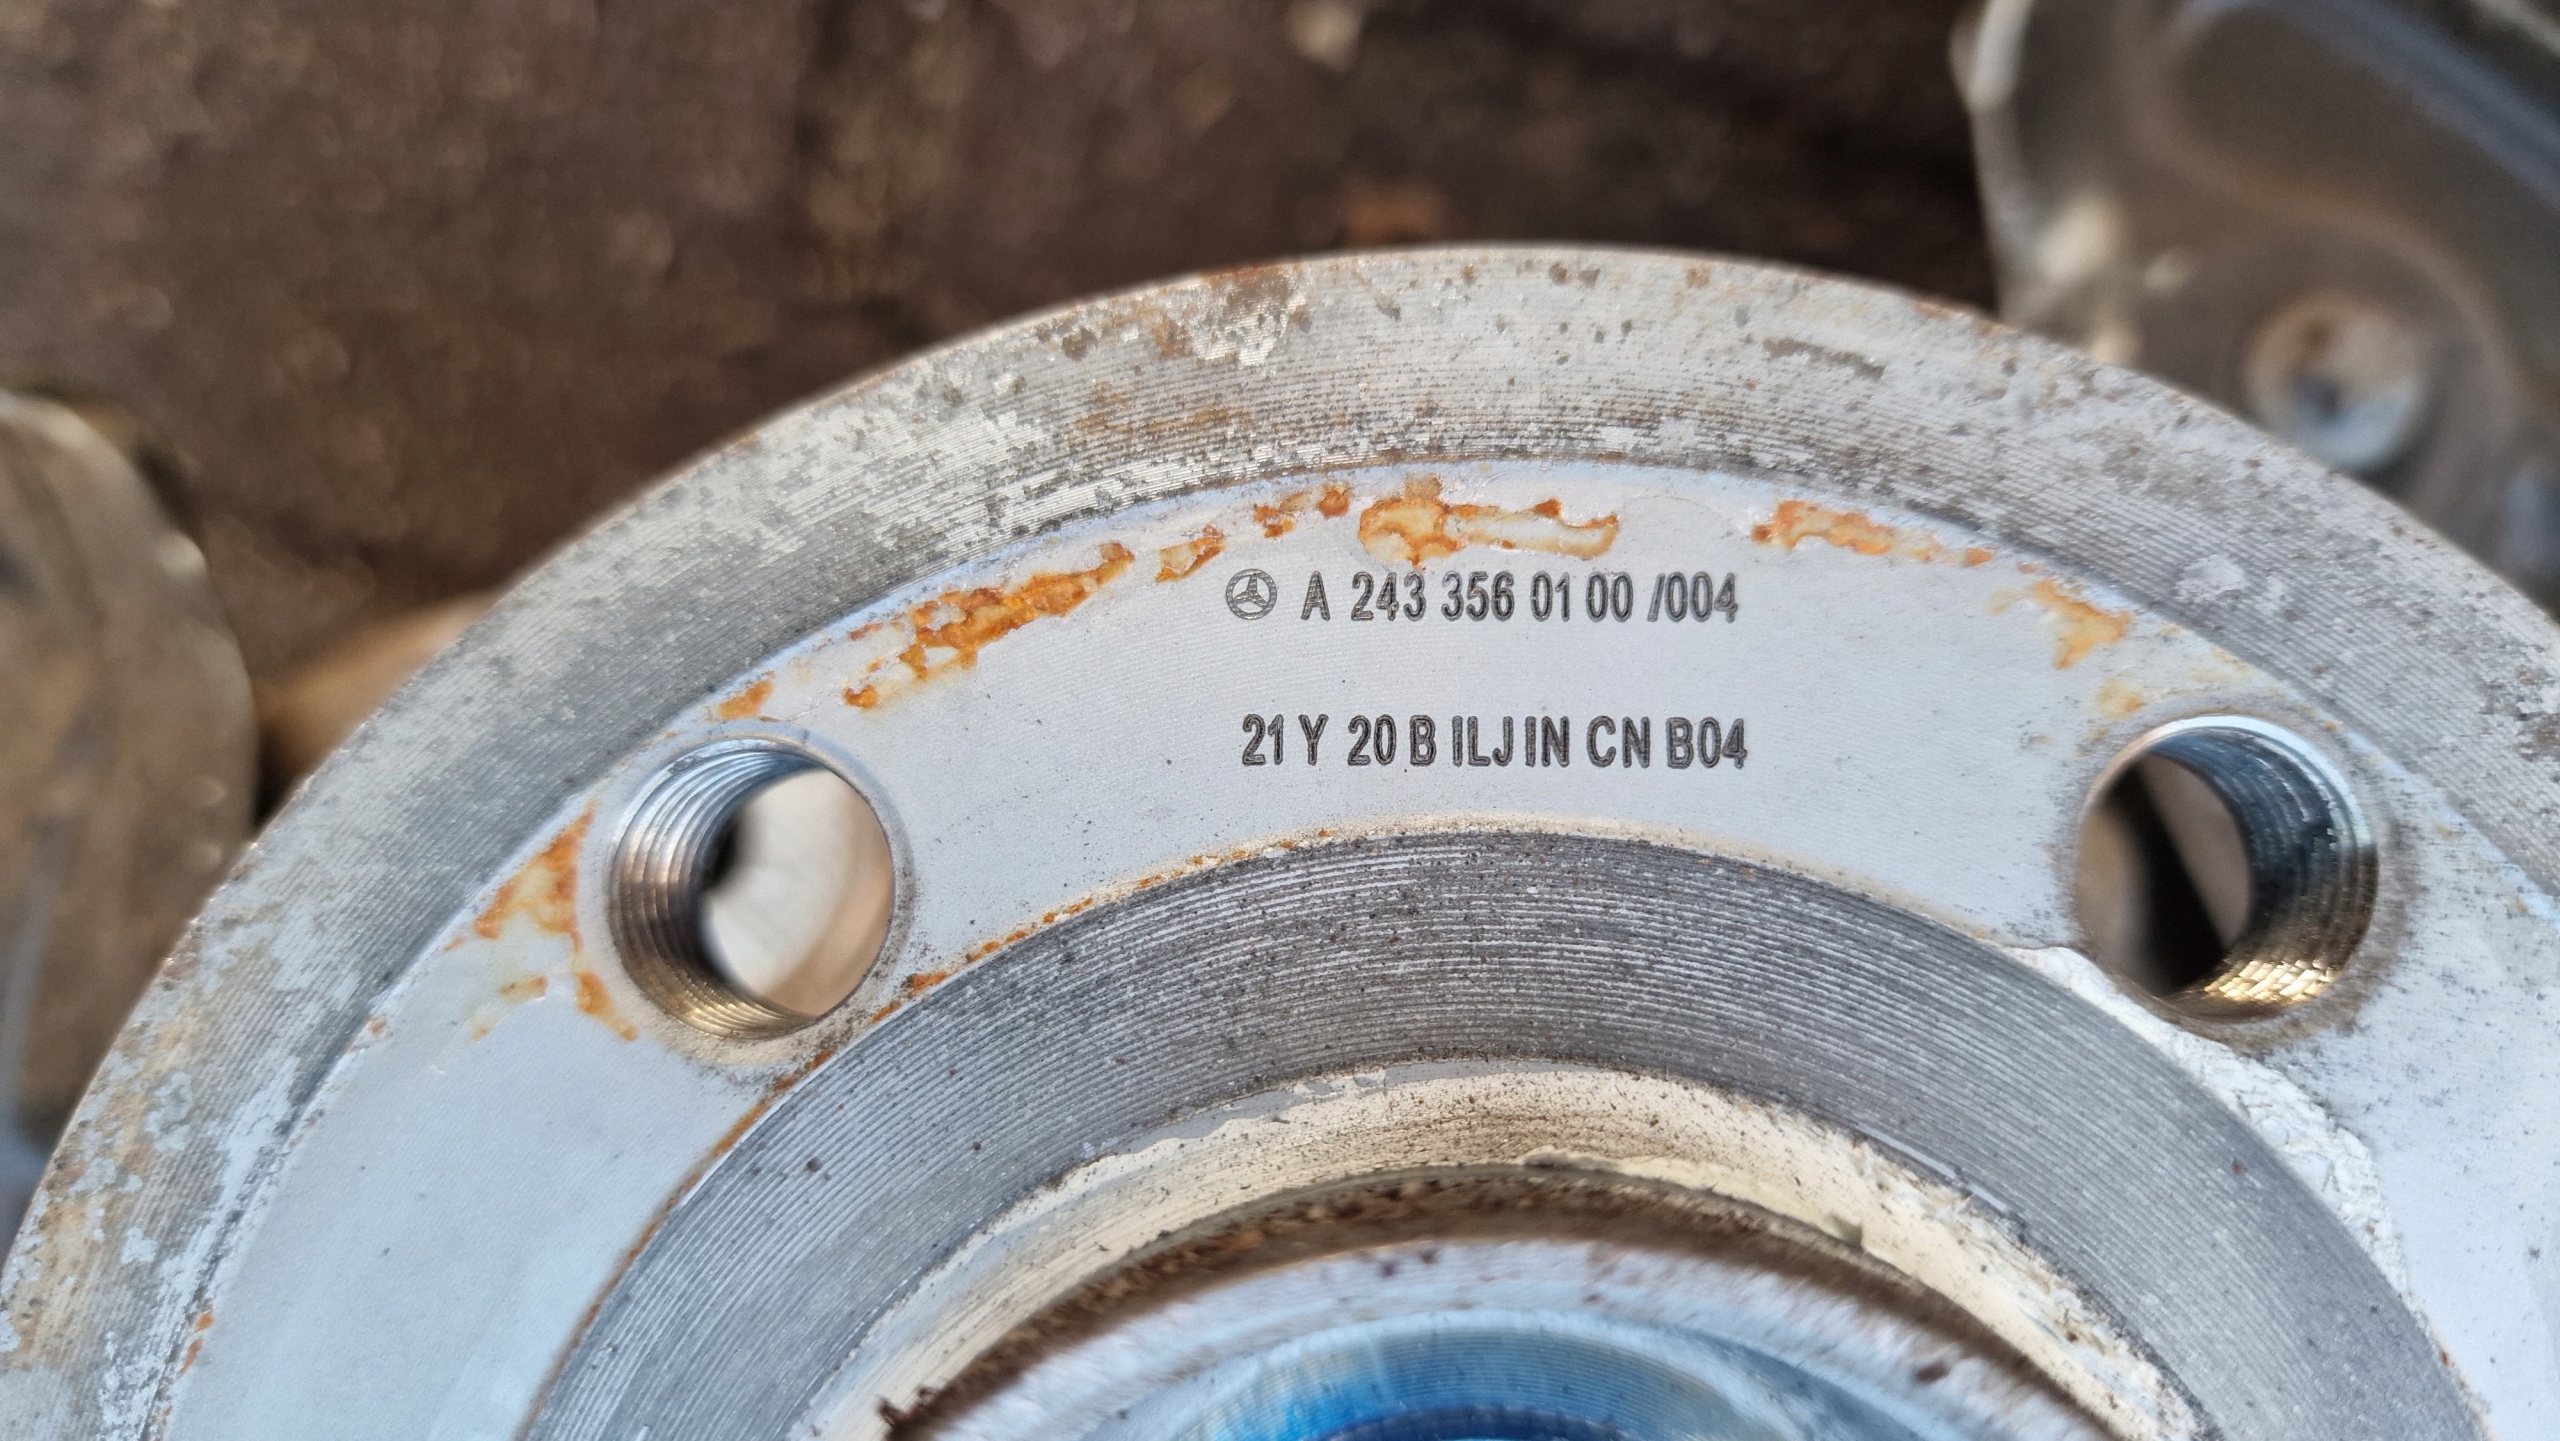 A 243 356 01 00 /004
21 Y 20 B ILJIN CN B04